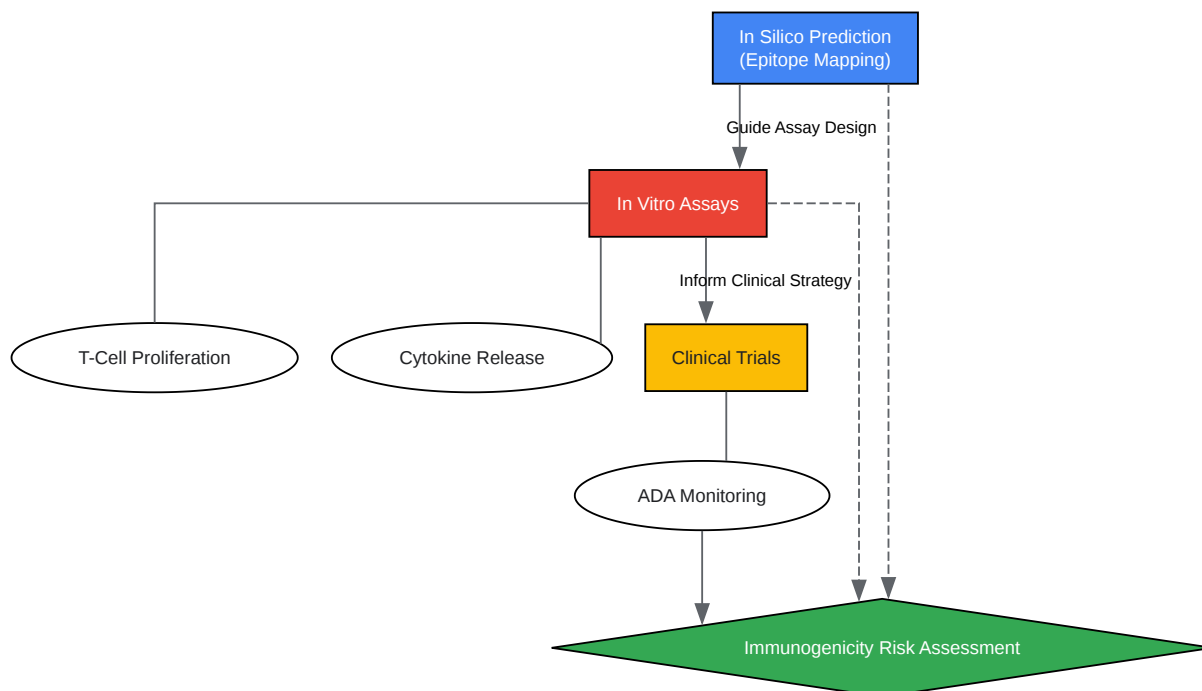 In Silico Prediction
(Epitope Mapping)
Guide Assay Design
In Vitro Assays
Inform Clinical Strategy
T-Cell Proliferation
Cytokine Release
Clinical Trials
ADA Monitoring
Immunogenicity Risk Assessment